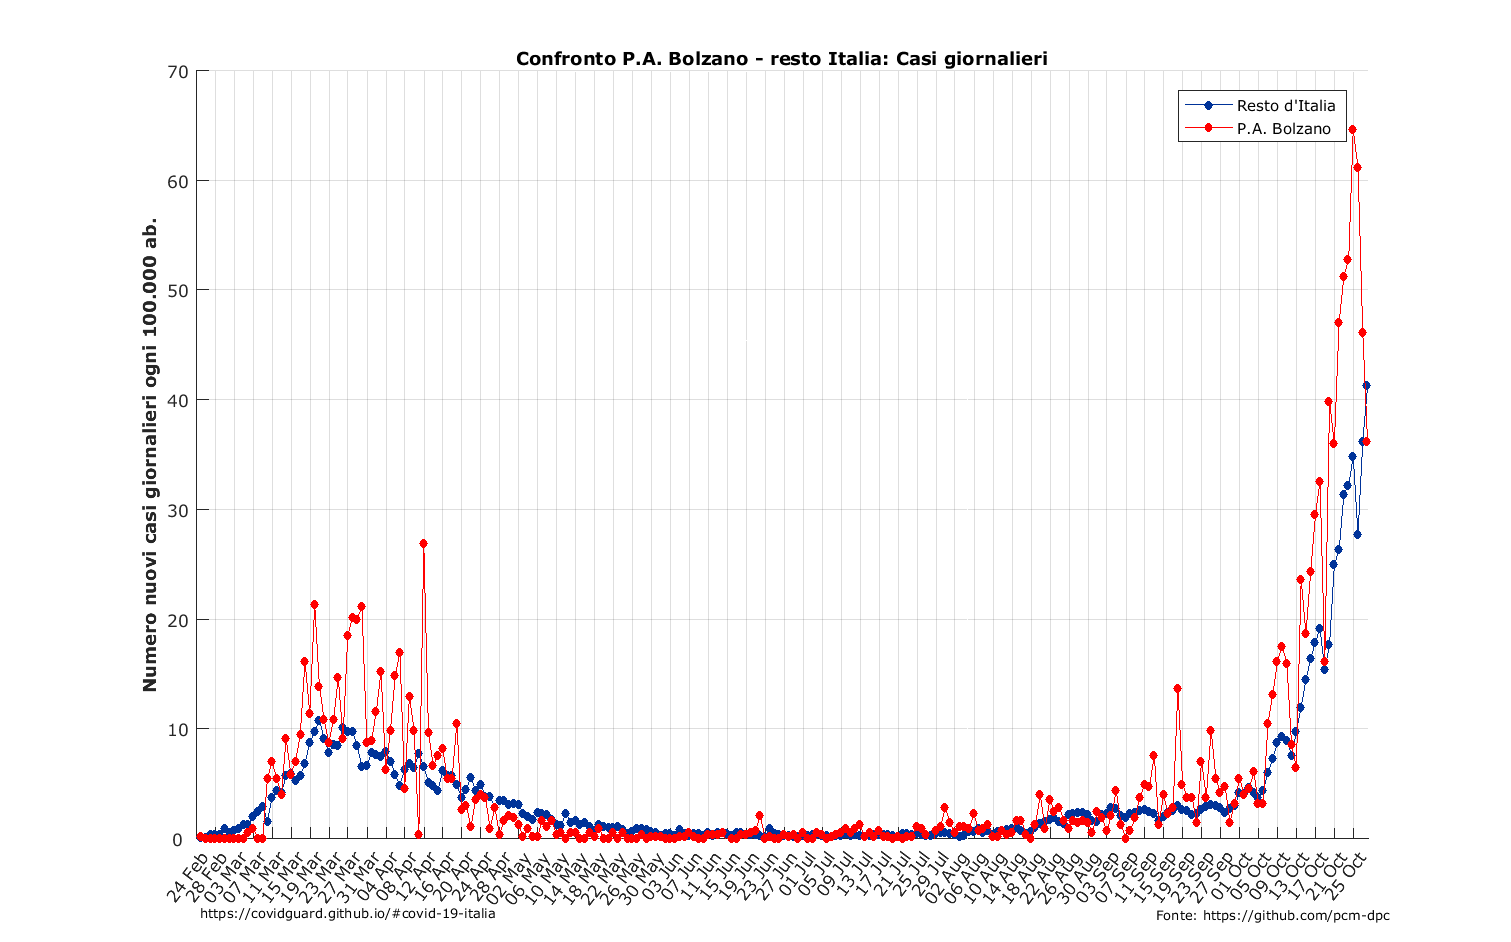 Confronto P.A. Bolzano - resto Italia: Casi giornalieri
Resto d'Italia
P.A. Bolzano
Numero nuovi casi giornalieri ogni 100.000 ab.
70
60
50
40
30
20
10
0
24 Feb
28 Feb
03 Mar
07 Mar
11 Mar
15 Mar
19 Mar
23 Mar
27 Mar
31 Mar
04 Apr
08 Apr
12 Apr
16 Apr
20 Apr
24 Apr
28 Apr
02 May
06 May
10 May
14 May
18 May
22 May
26 May
30 May
03 Jun
07 Jun
11 Jun
15 Jun
19 Jun
23 Jun
27 Jun
01 Jul
05 Jul
09 Jul
13 Jul
17 Jul
21 Jul
25 Jul
29 Jul
02 Aug
06 Aug
10 Aug
14 Aug
18 Aug
22 Aug
26 Aug
30 Aug
03 Sep
07 Sep
11 Sep
15 Sep
19 Sep
23 Sep
27 Sep
01 Oct
05 Oct
09 Oct
13 Oct
17 Oct
21 Oct
25 Oct
https://covidguard.github.io/#covid-19-italia
Fonte: https://github.com/pcm-dpc